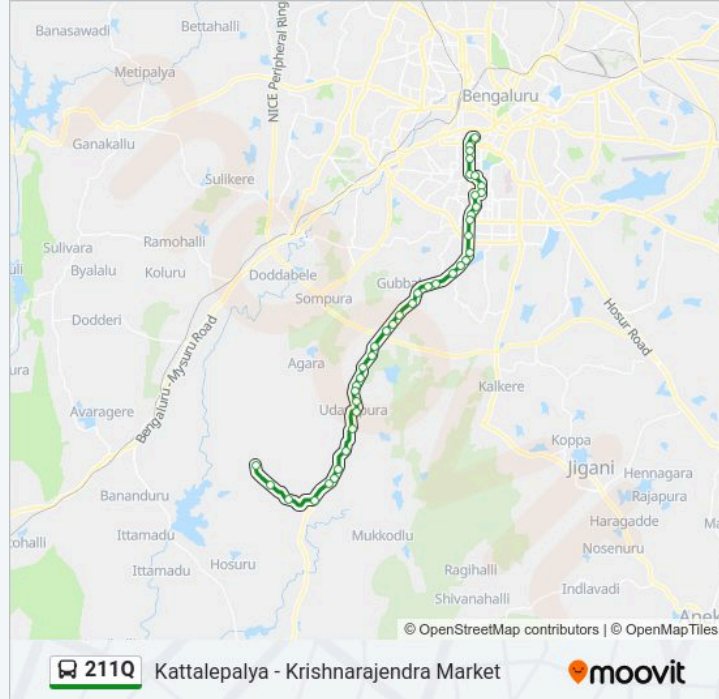 Banasawadi
Bettahalli
NICE Peripheral Ring
Metipalya
Bengaluru
Ganakallu
Sulikere
Ramohalli
Sulivara
Byalalu
Koluru
Doddabele
Gubba
Sompura
Dodderi
Hosur Road
Bengaluru - Mysuru Road
Agara
Kalkere
Avaragere
Koppa
Jigani
Hennagara
Bananduru
Rajapura
Haragadde
Ittamadu
Mukkodlu
Nosenuru
Hosuru
Ittamadu
Ragihalli
Indlavadi
Shivanahalli
© OpenStreetMap contributors | © OpenMapTiles
211Q Kattalepalya - Krishnarajendra Market
moovit